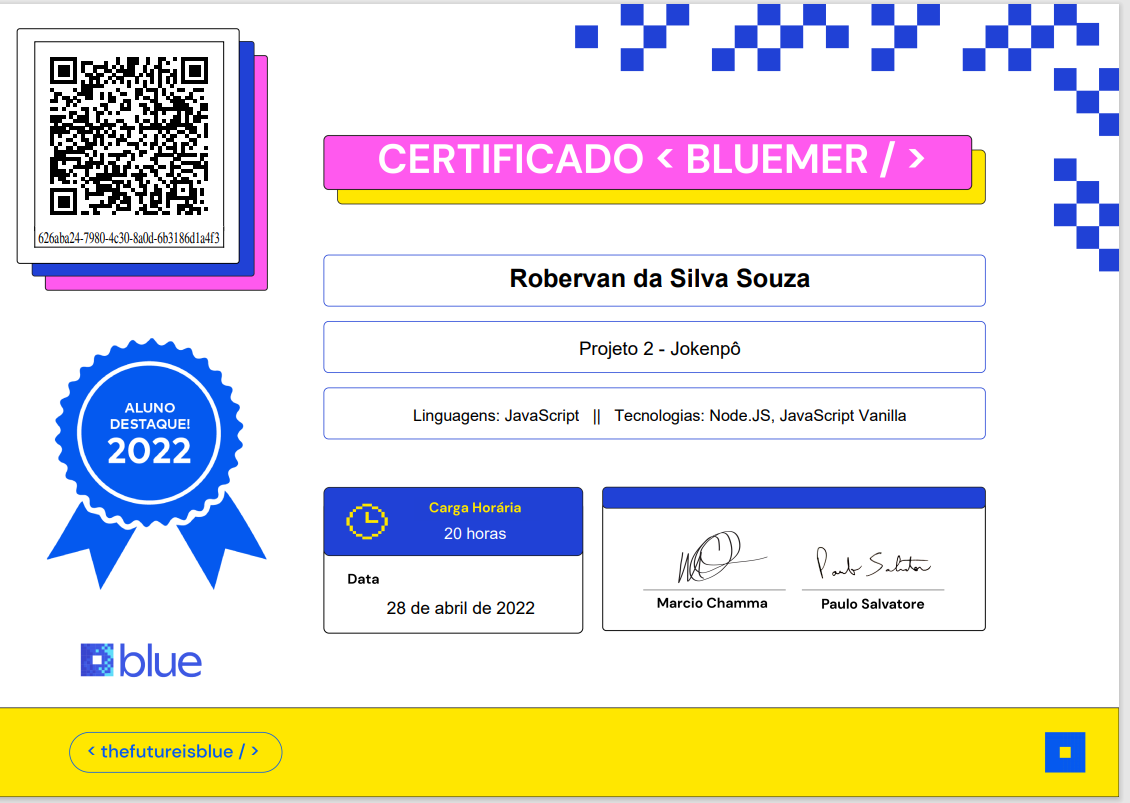 626aba24-7980-4c30-8a0d-6b3186d1a4f3
CERTIFICADO < BLUEMER / >
Robervan da Silva Souza
Projeto 2 - Jokenpô
Linguagens: JavaScript || Tecnologias: Node.JS, JavaScript Vanilla
ALUNO
DESTAQUE!
2022
Carga Horária
20 horas
Data
28 de abril de 2022
Paulo Salvatore
Marcio Chamma
Paulo Salvatore
blue
< thefutureisblue / >